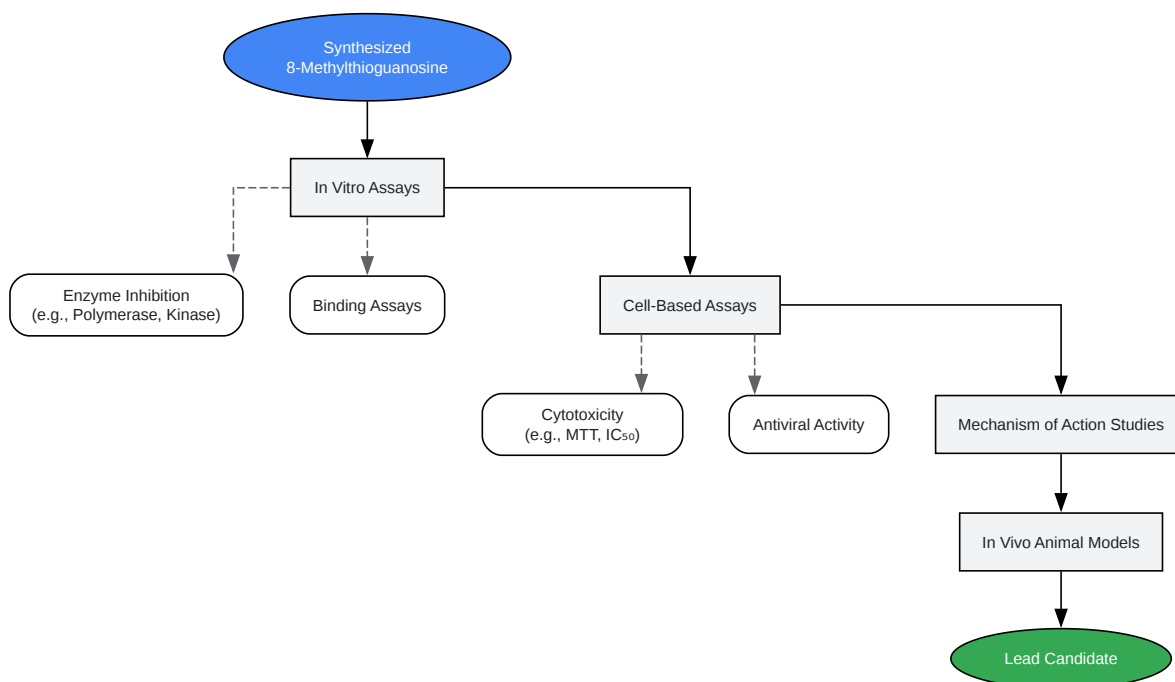 Synthesized
8-Methylthioguanosine
In Vitro Assays
Enzyme Inhibition
(e.g., Polymerase, Kinase)
Binding Assays
Cell-Based Assays
Cytotoxicity
(e.g., MTT, IC₅₀)
Antiviral Activity
Mechanism of Action Studies
In Vivo Animal Models
Lead Candidate